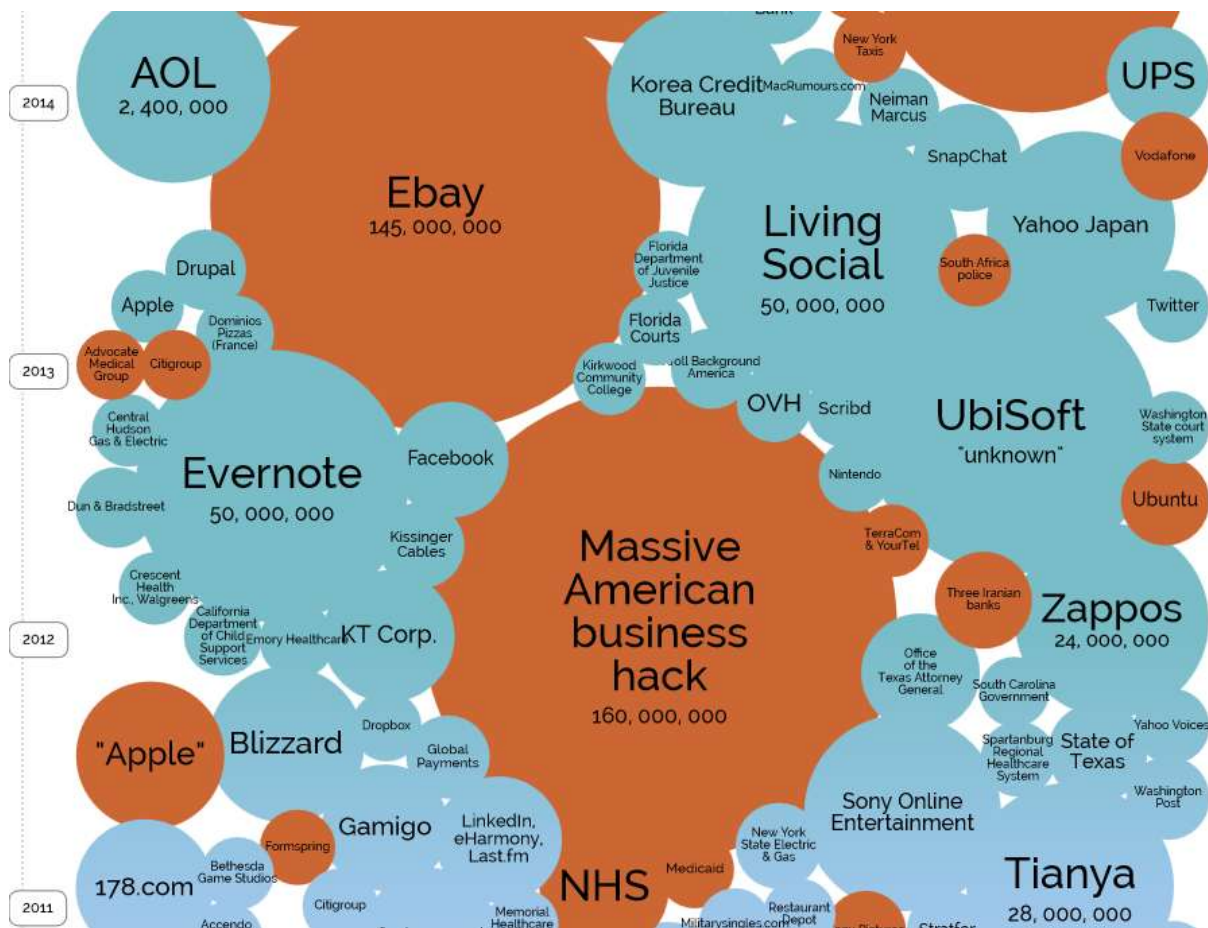 Bank
AOL
2, 400, 000
2014
Korea Credit
Bureau
MacRumours.com
New York
Taxis
Neiman
Marcus
UPS
SnapChat
Vodafone
Ebay
145, 000, 000
Living
Social
50, 000, 000
Yahoo Japan
South Africa
police
Twitter
Florida
Department
of Juvenile
Justice
Florida
Courts
Drupal
Apple
Dominios
Pizzas
(France)
Advocate
Medical
Group
Citigroup
2013
Kirkwood
Community
College
oll Background
America
OVH
Scribd
UbiSoft
"unknown"
Washington
State court
system
Central
Hudson
Gas & Electric
Evernote
50, 000, 000
Facebook
Nintendo
Ubuntu
Dun & Bradstreet
Kissinger
Cables
TerraCom
& YourTel
Massive
American
business
hack
160, 000, 000
Three Iranian
banks
Zappos
24, 000, 000
Crescent
Health
Inc., Walgreens
California
Department
of Child
Support
Services
Emory Healthcare
KT Corp.
2012
Office
of the
Texas Attorney
General
South Carolina
Government
"Apple"
Blizzard
Dropbox
Global
Payments
Spartanburg
Regional
Healthcare
System
State of
Texas
Yahoo Voices
Washington
Post
Sony Online
Entertainment
Gamigo
LinkedIn,
eHarmony,
Last.fm
Formspring
New York
State Electric
& Gas
Medicaid
NHS
Tianya
28, 000, 000
178.com
Bethesda
Game Studios
2011
Citigroup
Accendo
Memorial
Healthcare
Militarysingles.com
Restaurant
Depot
Stratfor